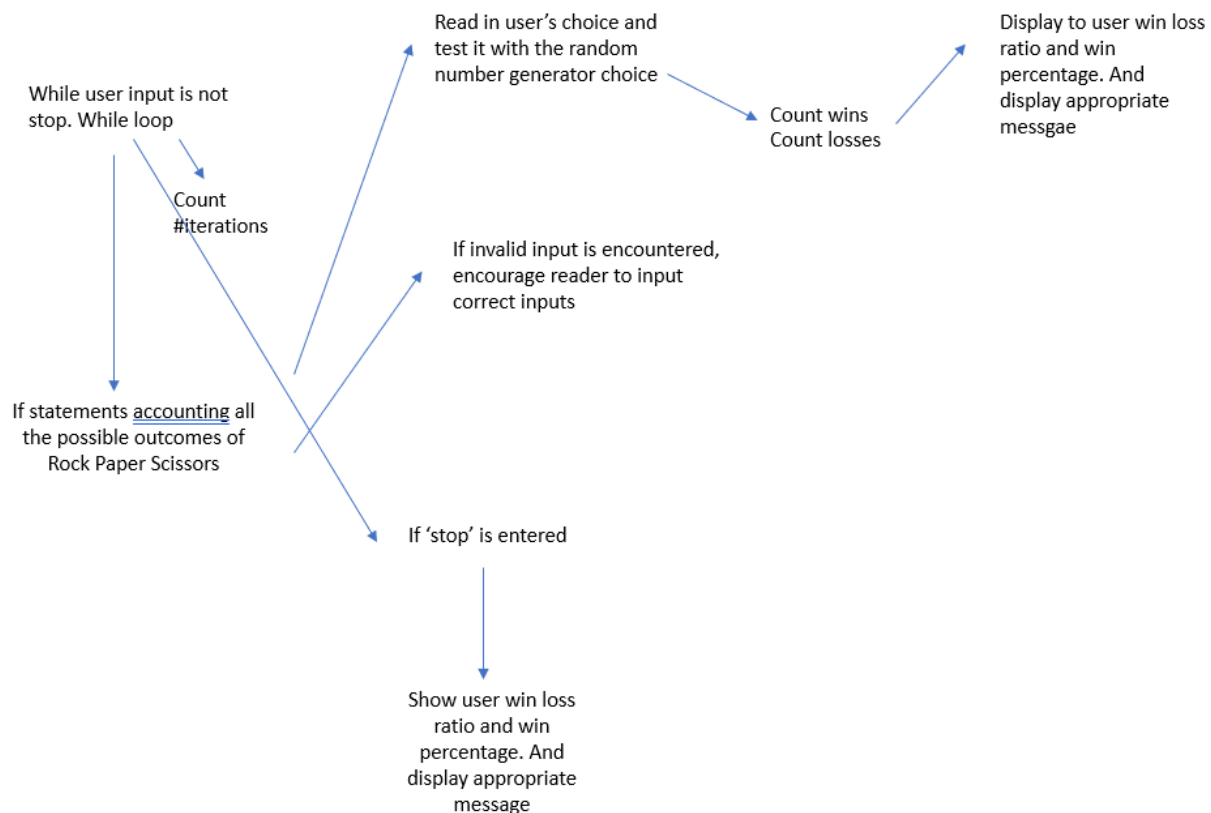 While user input is not
stop. While loop
Count
#iterations
If statements accounting all
the possible outcomes of
Rock Paper Scissors
Read in user’s choice and
test it with the random
number generator choice
Count wins
Count losses
Display to user win loss
ratio and win
percentage. And
display appropriate
messgae
If invalid input is encountered,
encourage reader to input
correct inputs
If ‘stop’ is entered
Show user win loss
ratio and win
percentage. And
display appropriate
message